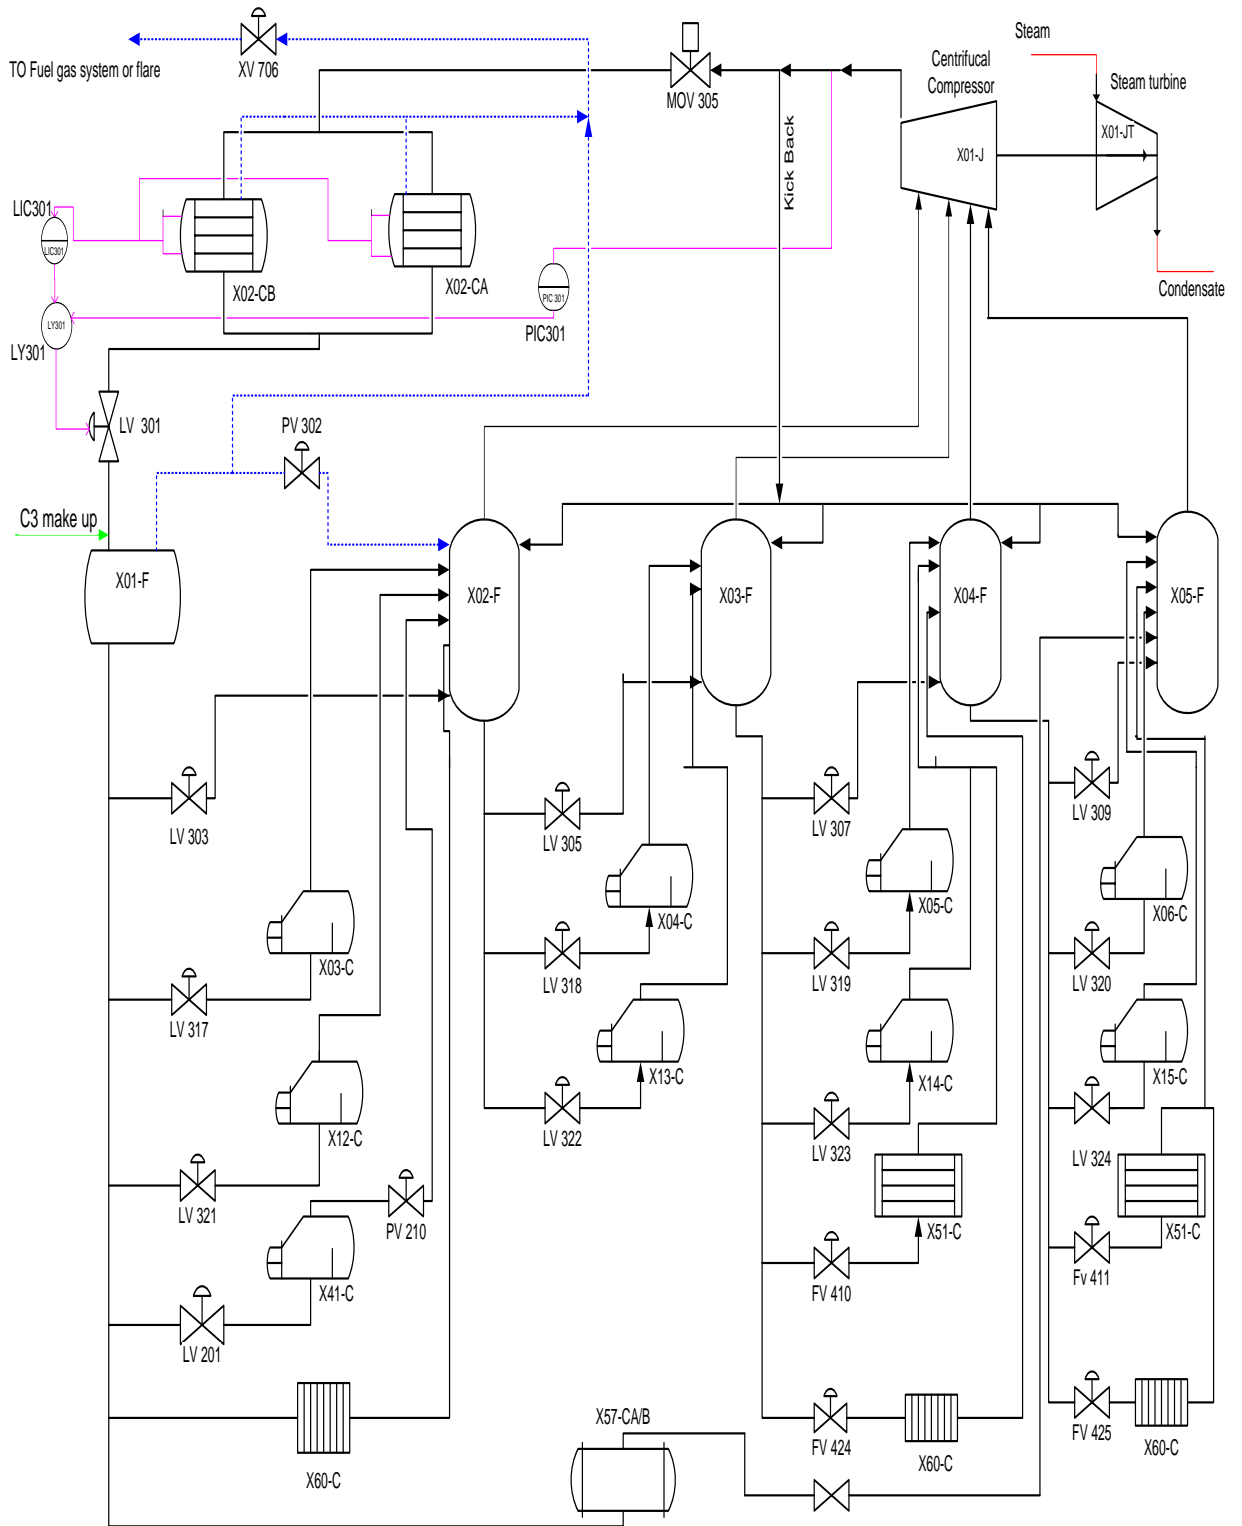 Steam
Centrifucal
Compressor
Steam turbine
TO Fuel gas system or flare
XV 706
MOV 305
X01-JT
X01-J
Kick Back
LIC301
LIC301
X02-CB
X02-CA
PIC 301
PIC301
Condensate
LY301
LY301
LV 301
PV 302
C3 make up
X01-F
X02-F
X03-F
X04-F
X05-F
LV 303
LV 305
LV 307
LV 309
X03-C
X04-C
X05-C
X06-C
LV 317
LV 318
LV 319
LV 320
X12-C
X13-C
X14-C
X15-C
LV 321
LV 322
LV 323
LV 324
PV 210
X41-C
X51-C
X51-C
LV 201
FV 410
Fv 411
X60-C
X57-CA/B
FV 424
X60-C
FV 425
X60-C